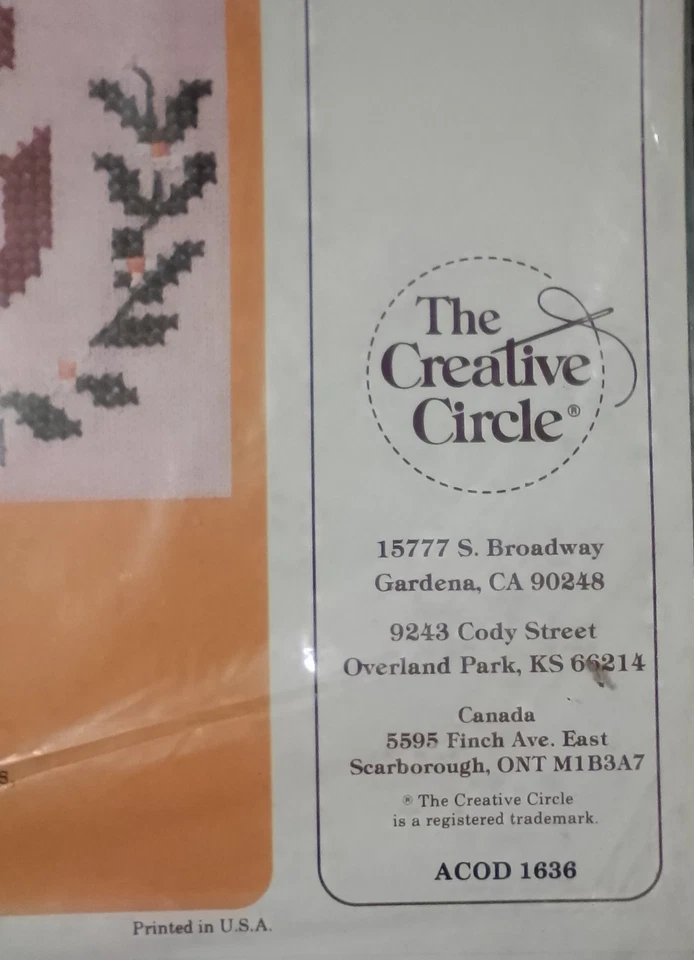 The
Creative
Circle®
15777 S. Broadway
Gardena, CA 90248
9243 Cody Street
Overland Park, KS 66214
Canada
5595 Finch Ave. East
Scarborough, ONT M1B3A7
® The Creative Circle
is a registered trademark.
ACOD 1636
s.
Printed in U.S.A.